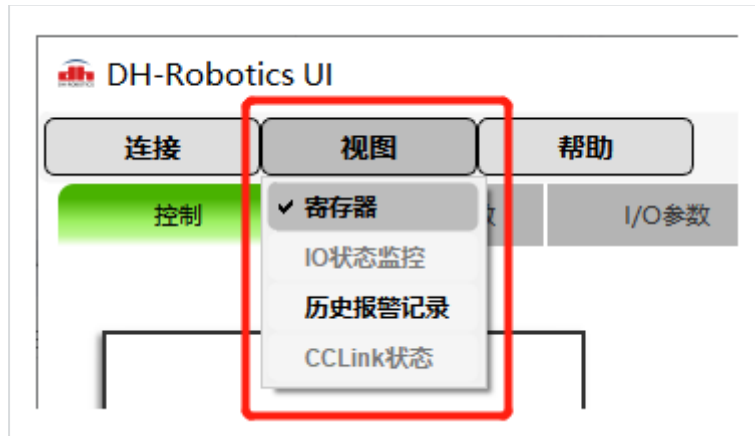 DH-Robotics UI
连接 视图 帮助
控制 I/O参数
寄存器
IO状态监控
历史报警记录
CCLink状态